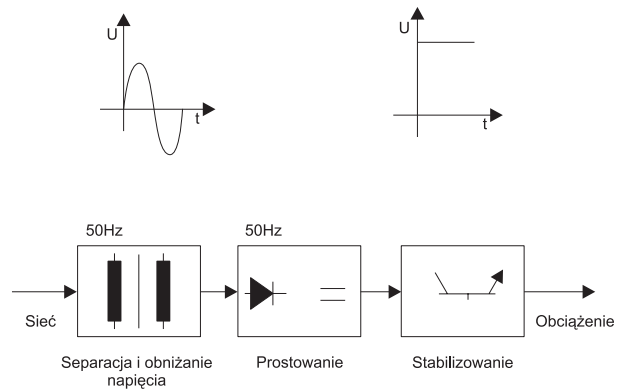 U
t
U
t
50Hz
50Hz
Sieć
Obciążenie
Separacja i obniżanie
napięcia
Prostowanie
Stabilizowanie